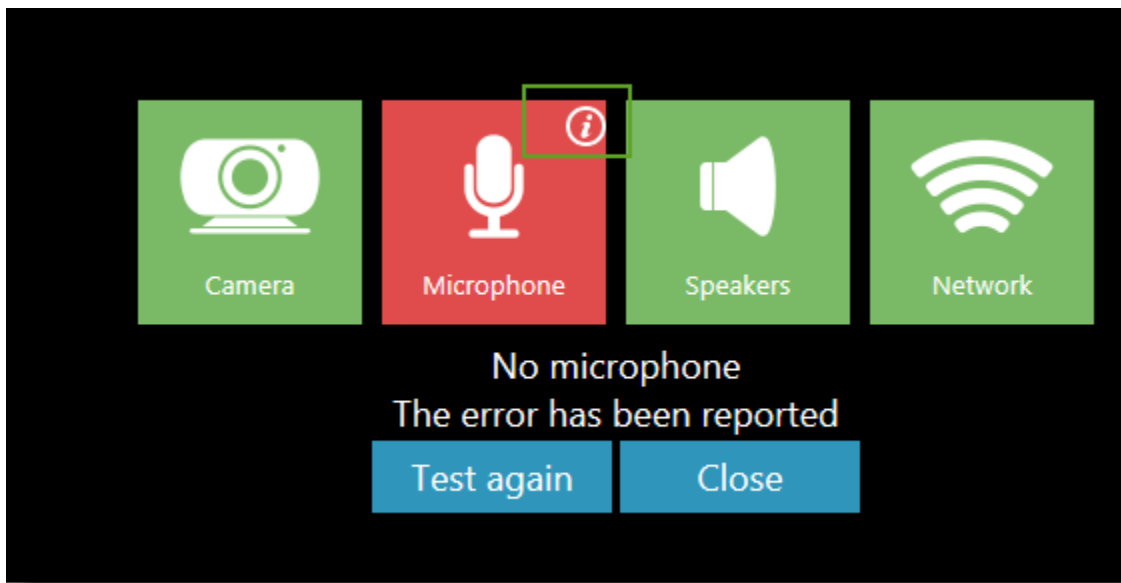 Camera
Microphone
Speakers
Network
No microphone
The error has been reported
Test again
Close